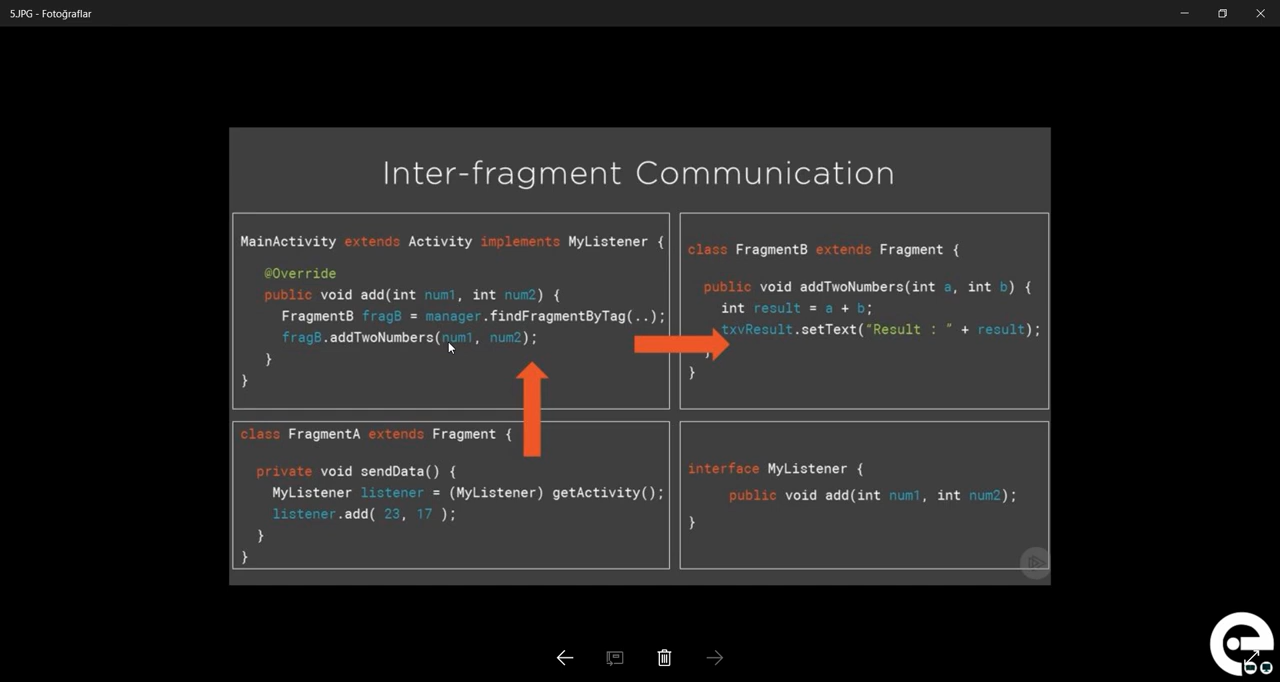 5.JPG - Fotoğraflar
Inter-fragment Communication
MainActivity extends Activity implements MyListener {
@Override
public void add(int num1, int num2) {
FragmentB fragB = manager.findFragmentByTag(..);
fragB.addTwoNumbers(num1, num2);
}
}
class FragmentB extends Fragment {
public void addTwoNumbers(int a, int b) {
int result = a + b;
txvResult.setText("Result : " + result);
}
}
class FragmentA extends Fragment {
private void sendData() {
MyListener listener = (MyListener) getActivity();
listener.add( 23, 17 );
}
}
interface MyListener {
public void add(int num1, int num2);
}